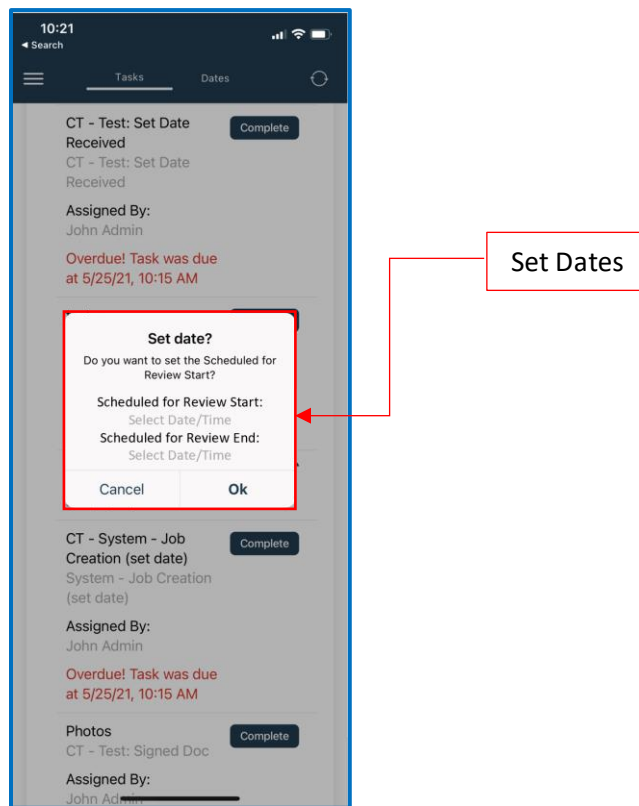 10:21
◄ Search
Tasks
Dates
CT - Test: Set Date
Received
Complete
CT - Test: Set Date
Received
Assigned By:
John Admin
Overdue! Task was due
at 5/25/21, 10:15 AM
Set date?
Do you want to set the Scheduled for
Review Start?
Scheduled for Review Start:
Select Date/Time
Scheduled for Review End:
Select Date/Time
Cancel
Ok
Set Dates
CT - System - Job
Creation (set date)
Complete
System - Job Creation
(set date)
Assigned By:
John Admin
Overdue! Task was due
at 5/25/21, 10:15 AM
Photos
Complete
CT - Test: Signed Doc
Assigned By:
John Admin